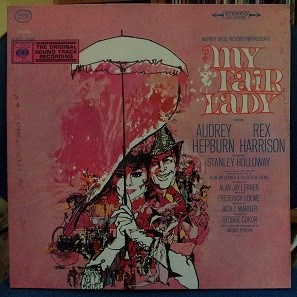 THE ORIGINAL
SOUND TRACK
RECORDING
WARNER BROS. PICTURES PRESENTS
MY
FAIR
LADY
AUDREY HEPBURN
REX HARRISON
STANLEY HOLLOWAY
ALAN JAY LERNER
FREDERICK LOEWE
JACK L. WARNER
GEORGE CUKOR